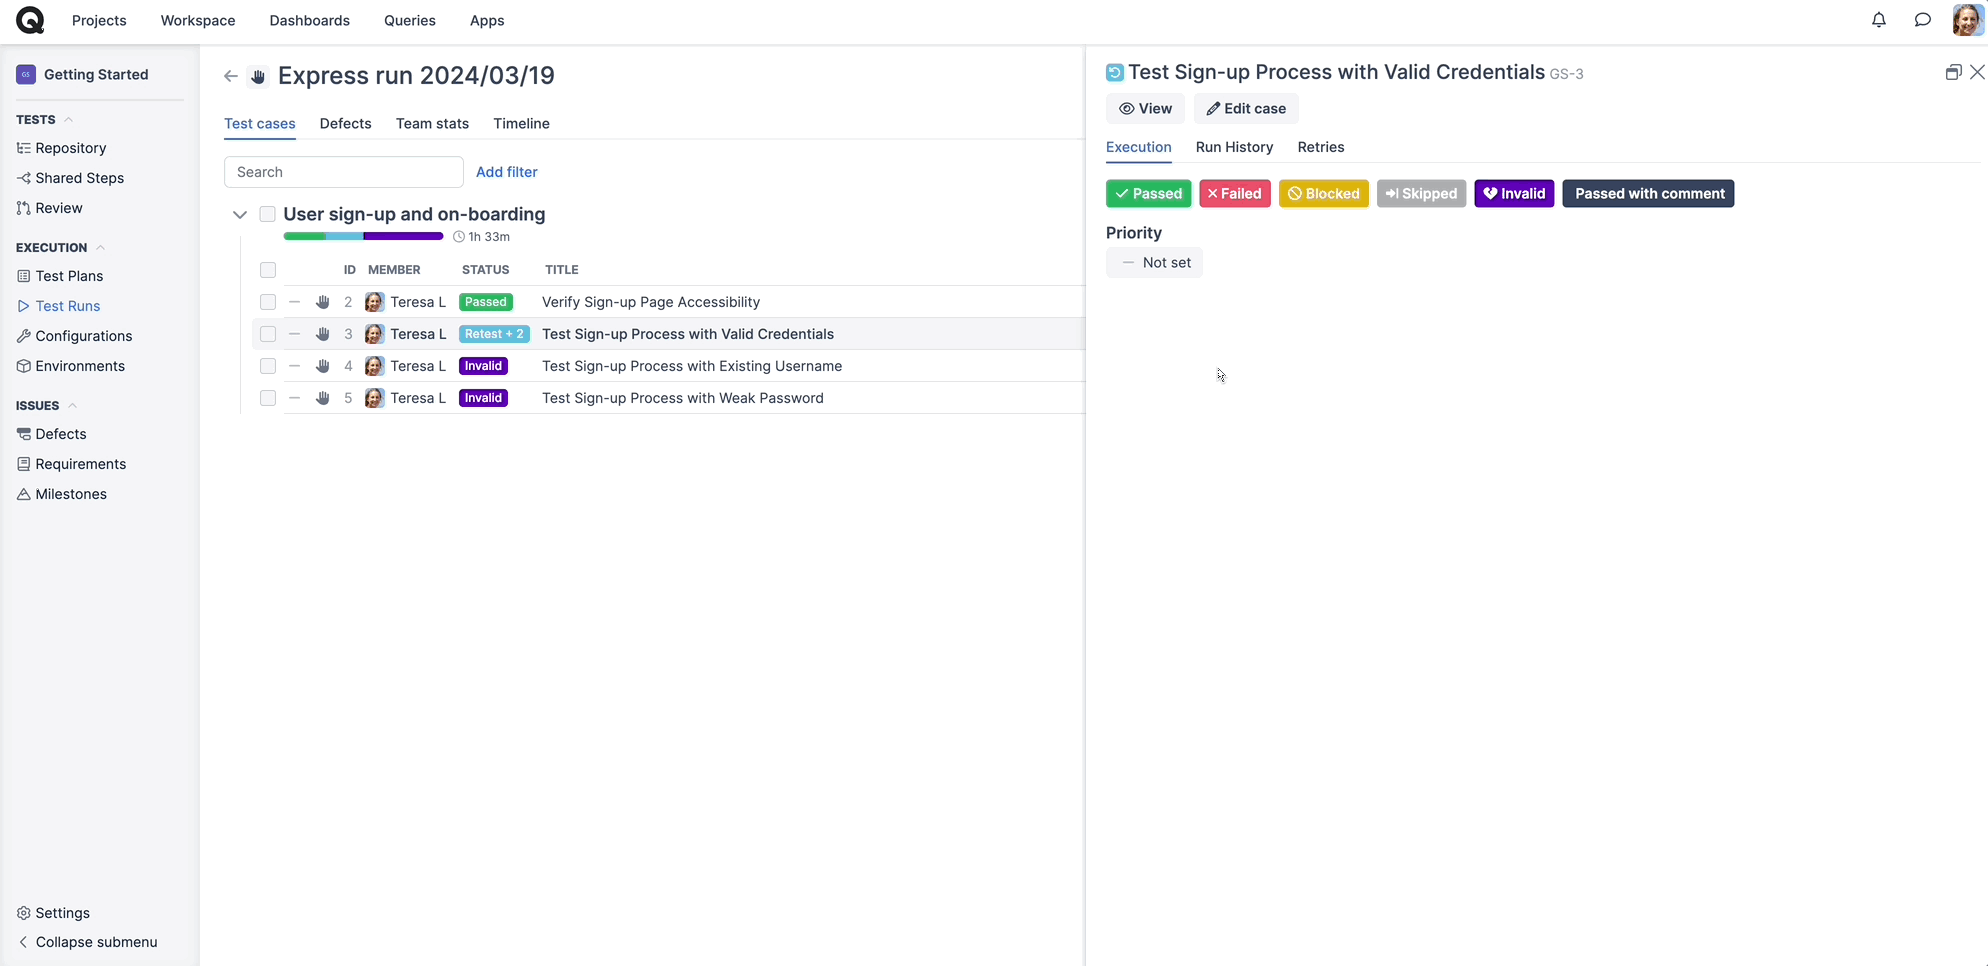 Projects Workspace Dashboards Queries Apps
GS Getting Started
TESTS
Repository
Shared Steps
Review
EXECUTION
Test Plans
Test Runs
Configurations
Environments
ISSUES
Defects
Requirements
Milestones
Settings
Collapse submenu
Express run 2024/03/19
Test cases Defects Team stats Timeline
Search Add filter
User sign-up and on-boarding
1h 33m
ID MEMBER STATUS TITLE
2 Teresa L Passed Verify Sign-up Page Accessibility
3 Teresa L Retest + 2 Test Sign-up Process with Valid Credentials
4 Teresa L Invalid Test Sign-up Process with Existing Username
5 Teresa L Invalid Test Sign-up Process with Weak Password
Test Sign-up Process with Valid Credentials GS-3
View Edit case
Execution Run History Retries
Passed Failed Blocked Skipped Invalid Passed with comment
Priority
Not set